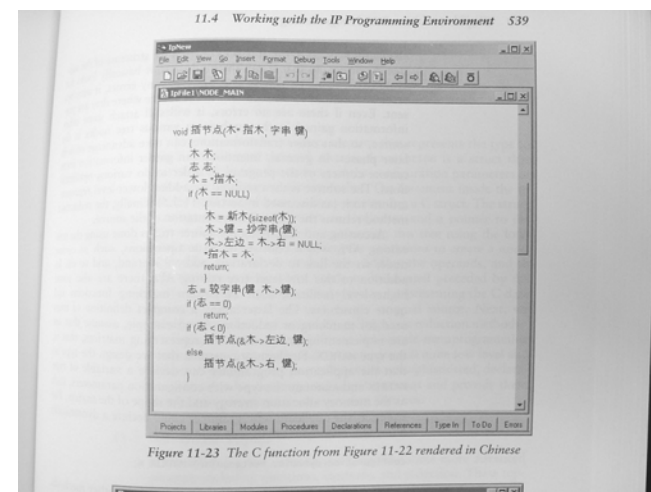 11.4 Working with the IP Programming Environment 539
IpNew
File Edit View Go Insert Format Debug Tools Window Help
IpFile1\NODE_MAIN
void 插节点(木* 指木, 字串 键)
{
木 木;
志 志;
木 = *指木;
if (木 == NULL)
{
木 = 新木(sizeof(木));
木->键 = 抄字串(键);
木->左边 = 木->右 = NULL;
*指木 = 木;
return;
}
志 = 较字串(键, 木->键);
if (志 == 0)
return;
if (志 < 0)
插节点(&木->左边, 键);
else
插节点(&木->右, 键);
}
Projects Libraries Modules Procedures Declarations References Type In To Do Errors
Figure 11-23 The C function from Figure 11-22 rendered in Chinese